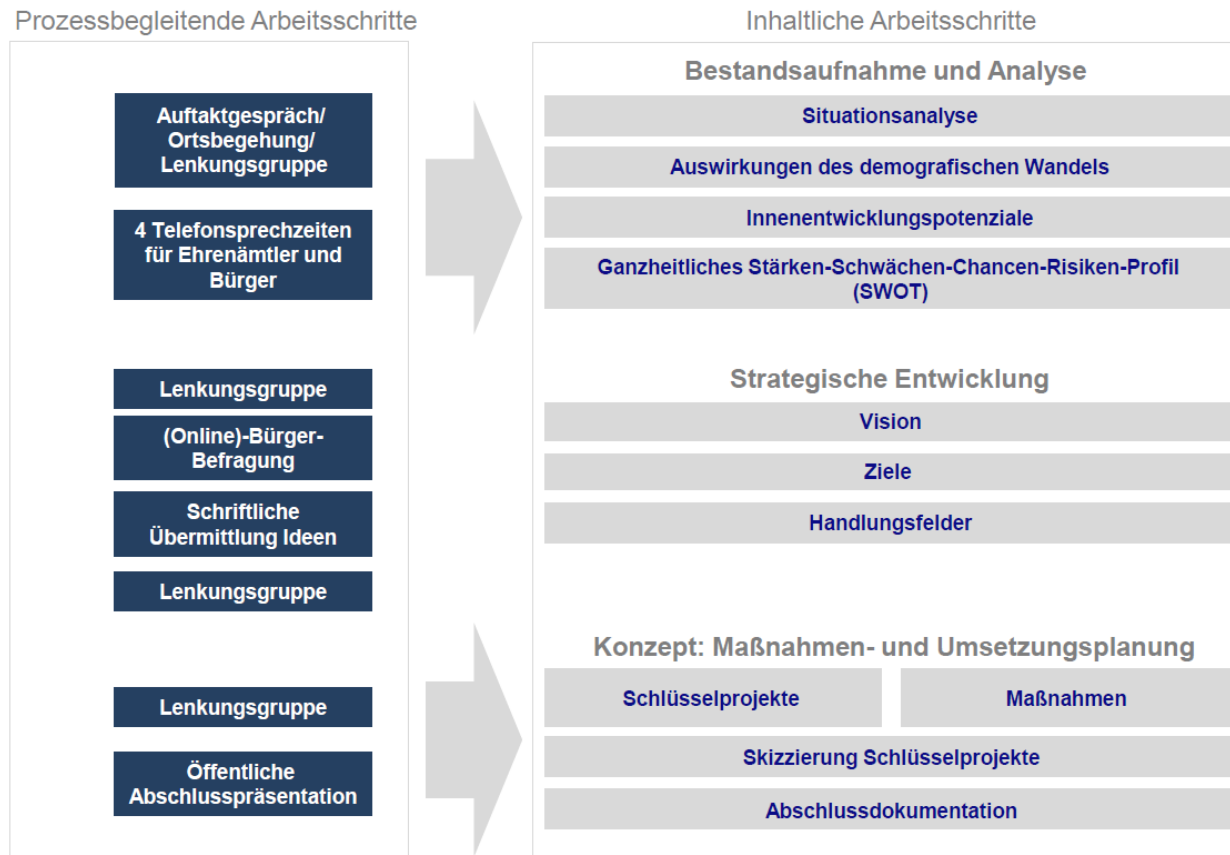 Prozessbegleitende Arbeitsschritte
Auftaktgespräch/
Ortsbegehung/
Lenkungsgruppe
4 Telefonsprechzeiten
für Ehrenämtler und
Bürger
Lenkungsgruppe
(Online)-Bürger-
Befragung
Schriftliche
Übermittlung Ideen
Lenkungsgruppe
Lenkungsgruppe
Öffentliche
Abschlusspräsentation
Inhaltliche Arbeitsschritte
Bestandsaufnahme und Analyse
Situationsanalyse
Auswirkungen des demografischen Wandels
Innenentwicklungspotenziale
Ganzheitliches Stärken-Schwächen-Chancen-Risiken-Profil
(SWOT)
Strategische Entwicklung
Vision
Ziele
Handlungsfelder
Konzept: Maßnahmen- und Umsetzungsplanung
Schlüsselprojekte
Maßnahmen
Skizzierung Schlüsselprojekte
Abschlussdokumentation